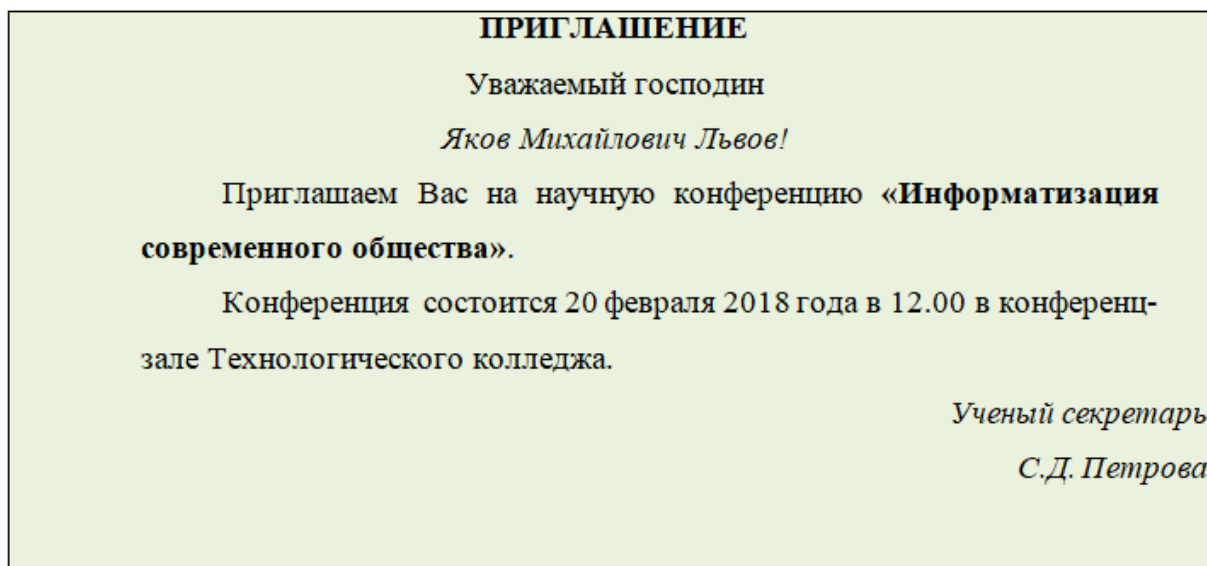 ПРИГЛАШЕНИЕ
Уважаемый господин
Яков Михайлович Львов!
Приглашаем Вас на научную конференцию «Информатизация
современного общества».
Конференция состоится 20 февраля 2018 года в 12.00 в конференц-
зале Технологического колледжа.
Ученый секретарь
С.Д. Петрова